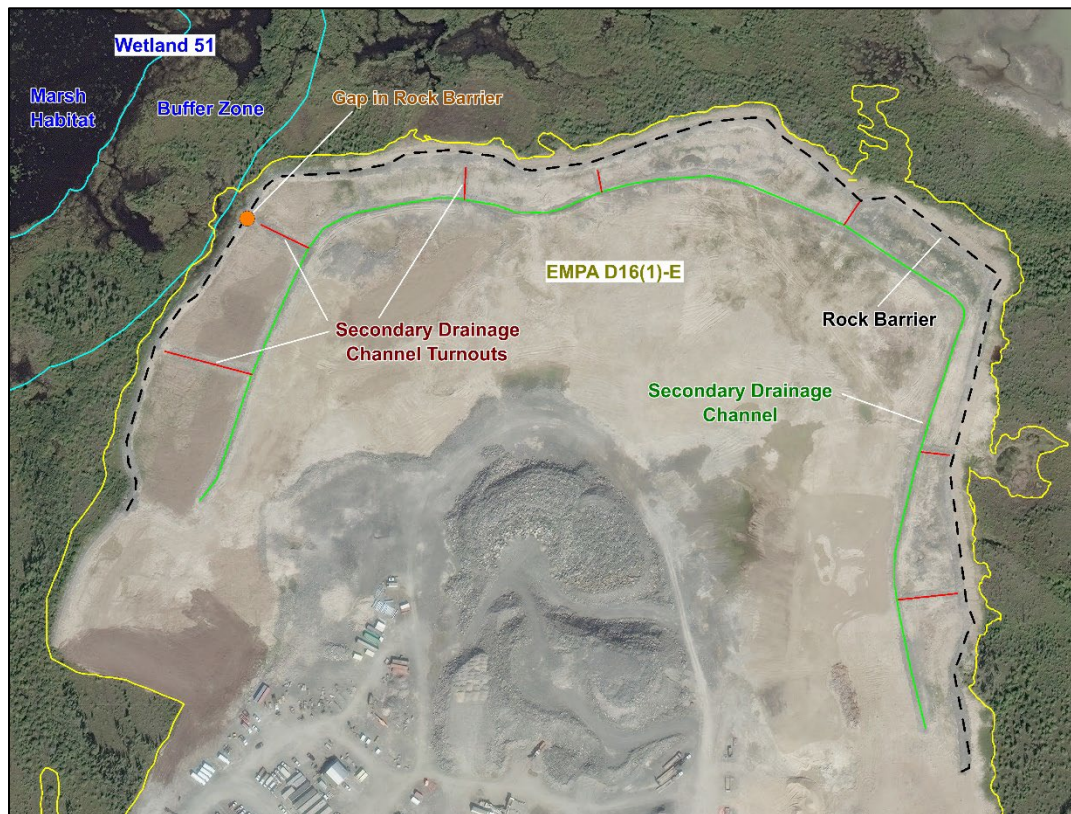 Wetland 51
Marsh
Habitat
Buffer Zone
Gap in Rock Barrier
EMPA D16(1)-E
Rock Barrier
Secondary Drainage
Channel Turnouts
Secondary Drainage
Channel